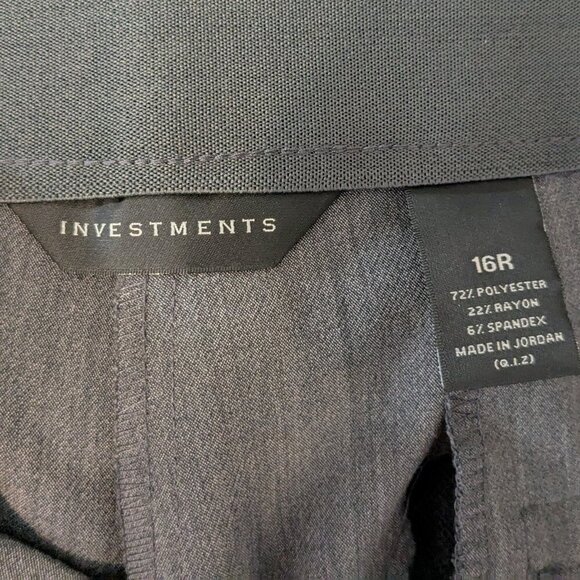 INVESTMENTS
16R
72% POLYESTER
22% RAYON
6% SPANDEX
MADE IN JORDAN
(Q.I.Z)